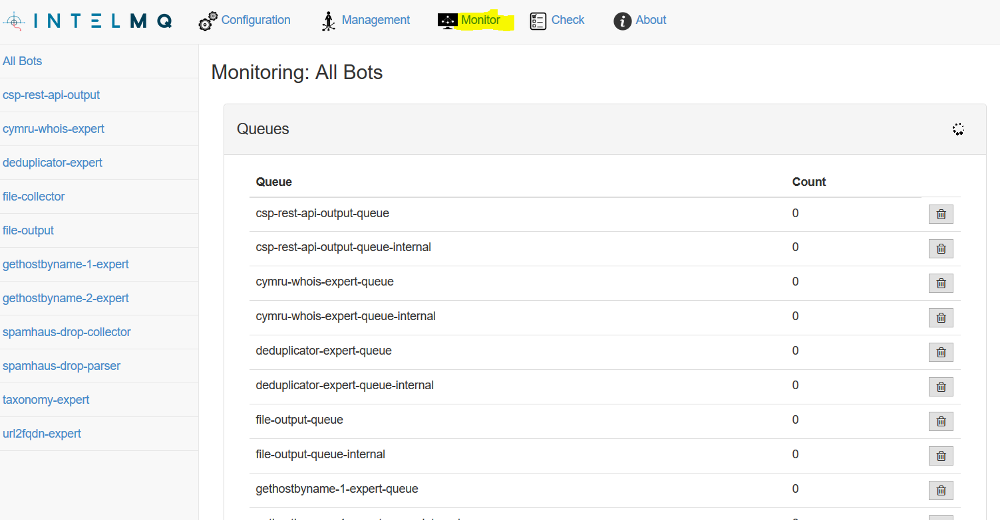 INTELMQ Configuration Management Monitor Check About
All Bots
csp-rest-api-output
cymru-whois-expert
deduplicator-expert
file-collector
file-output
gethostbyname-1-expert
gethostbyname-2-expert
spamhaus-drop-collector
spamhaus-drop-parser
taxonomy-expert
url2fqdn-expert
Monitoring: All Bots
Queues
Queue Count
csp-rest-api-output-queue 0
csp-rest-api-output-queue-internal 0
cymru-whois-expert-queue 0
cymru-whois-expert-queue-internal 0
deduplicator-expert-queue 0
deduplicator-expert-queue-internal 0
file-output-queue 0
file-output-queue-internal 0
gethostbyname-1-expert-queue 0